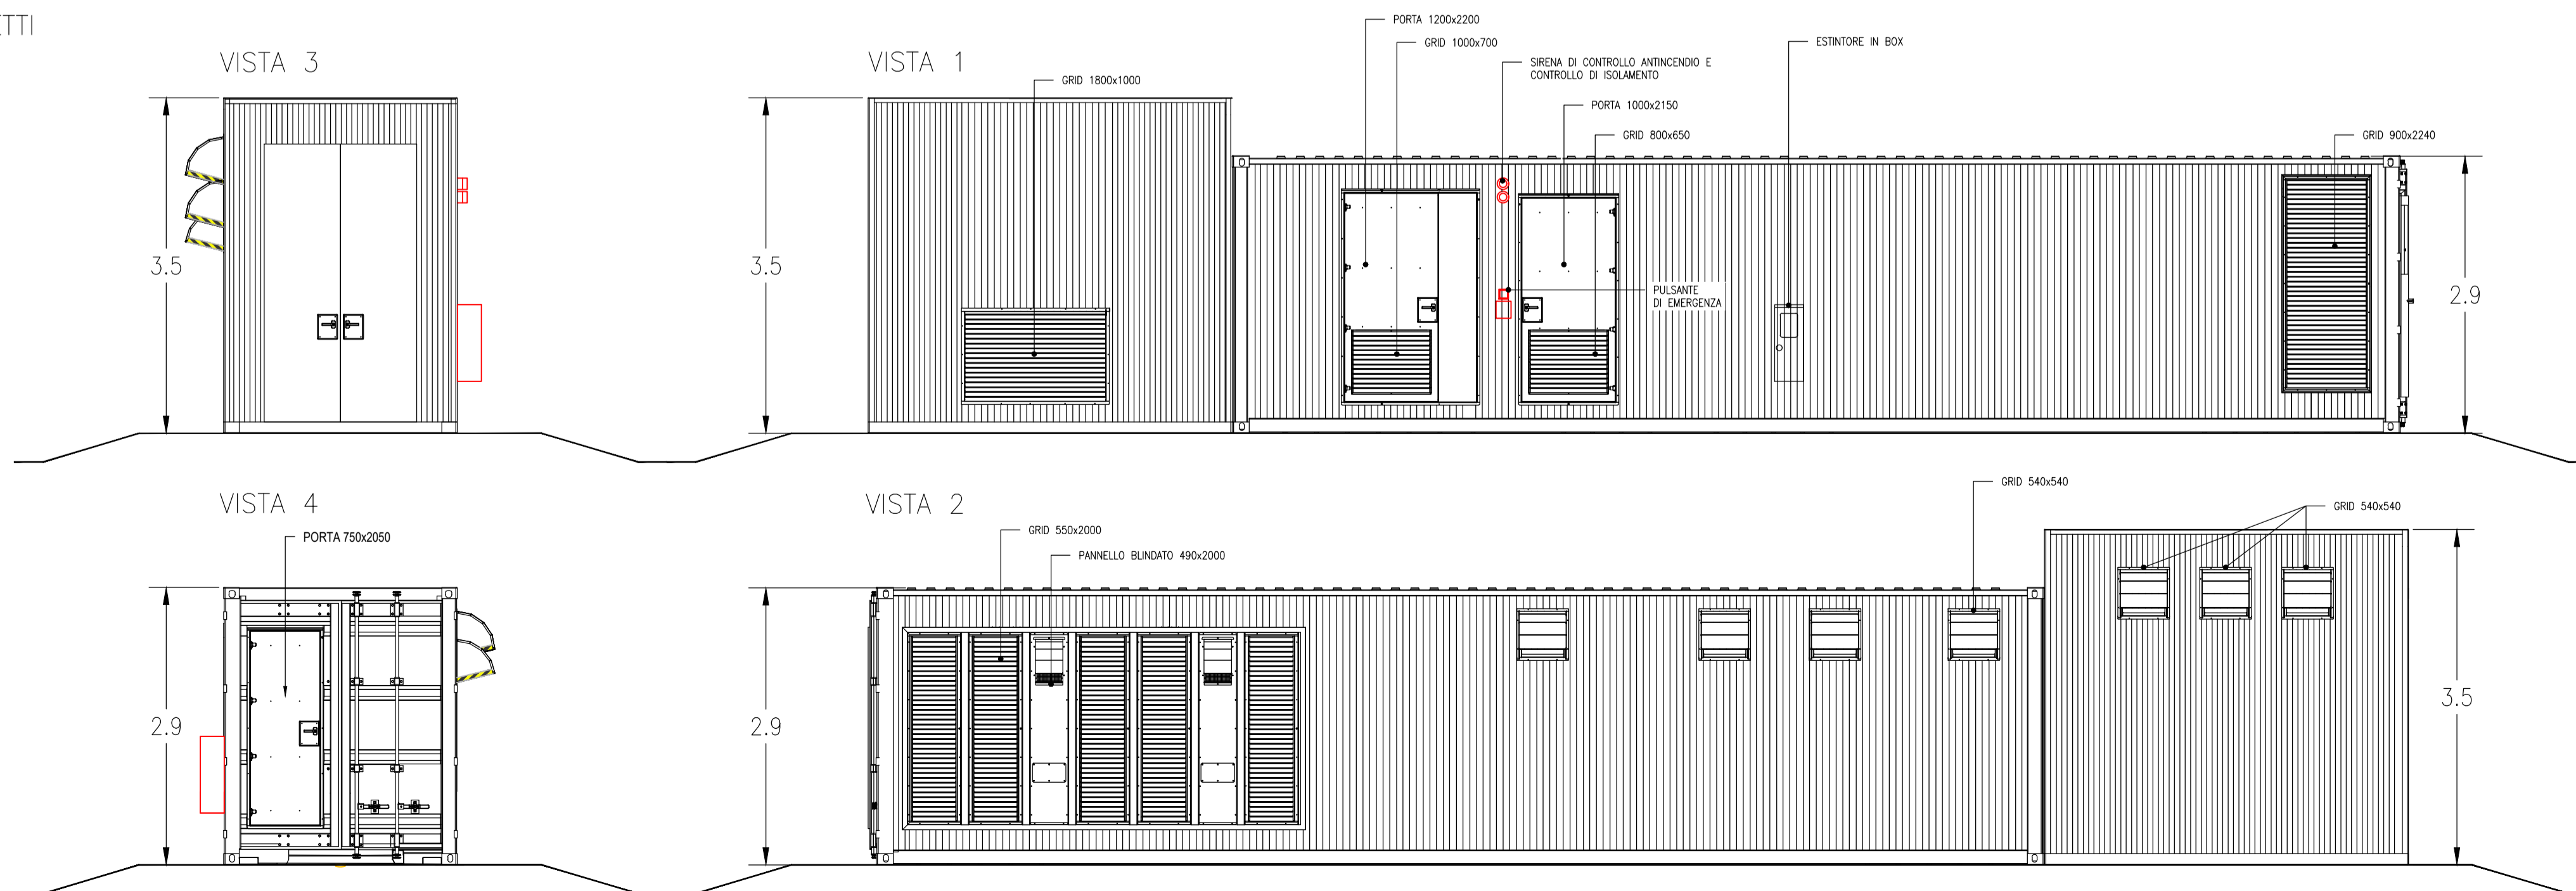 VISTA 3
3.5
VISTA 1
3.5
GRID 1800x1000
PORTA 1200x2200
GRID 1000x700
SIRENA DI CONTROLLO ANTINCENDIO E
CONTROLLO DI ISOLAMENTO
PORTA 1000x2150
GRID 800x650
ESTINTORE IN BOX
GRID 900x2240
PULSANTE
DI EMERGENZA
2.9
VISTA 4
PORTA 750x2050
2.9
VISTA 2
2.9
GRID 550x2000
PANNELLO BLINDATO 490x2000
GRID 540x540
GRID 540x540
3.5